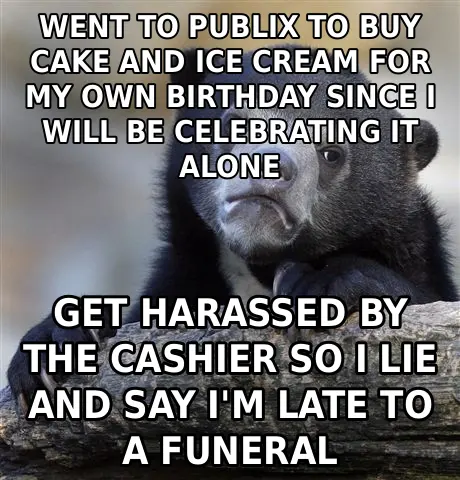 WENT TO PUBLIX TO BUY
CAKE AND ICE CREAM FOR
MY OWN BIRTHDAY SINCE I
WILL BE CELEBRATING IT
ALONE
GET HARASSED BY
THE CASHIER SO I LIE
AND SAY I'M LATE TO
A FUNERAL